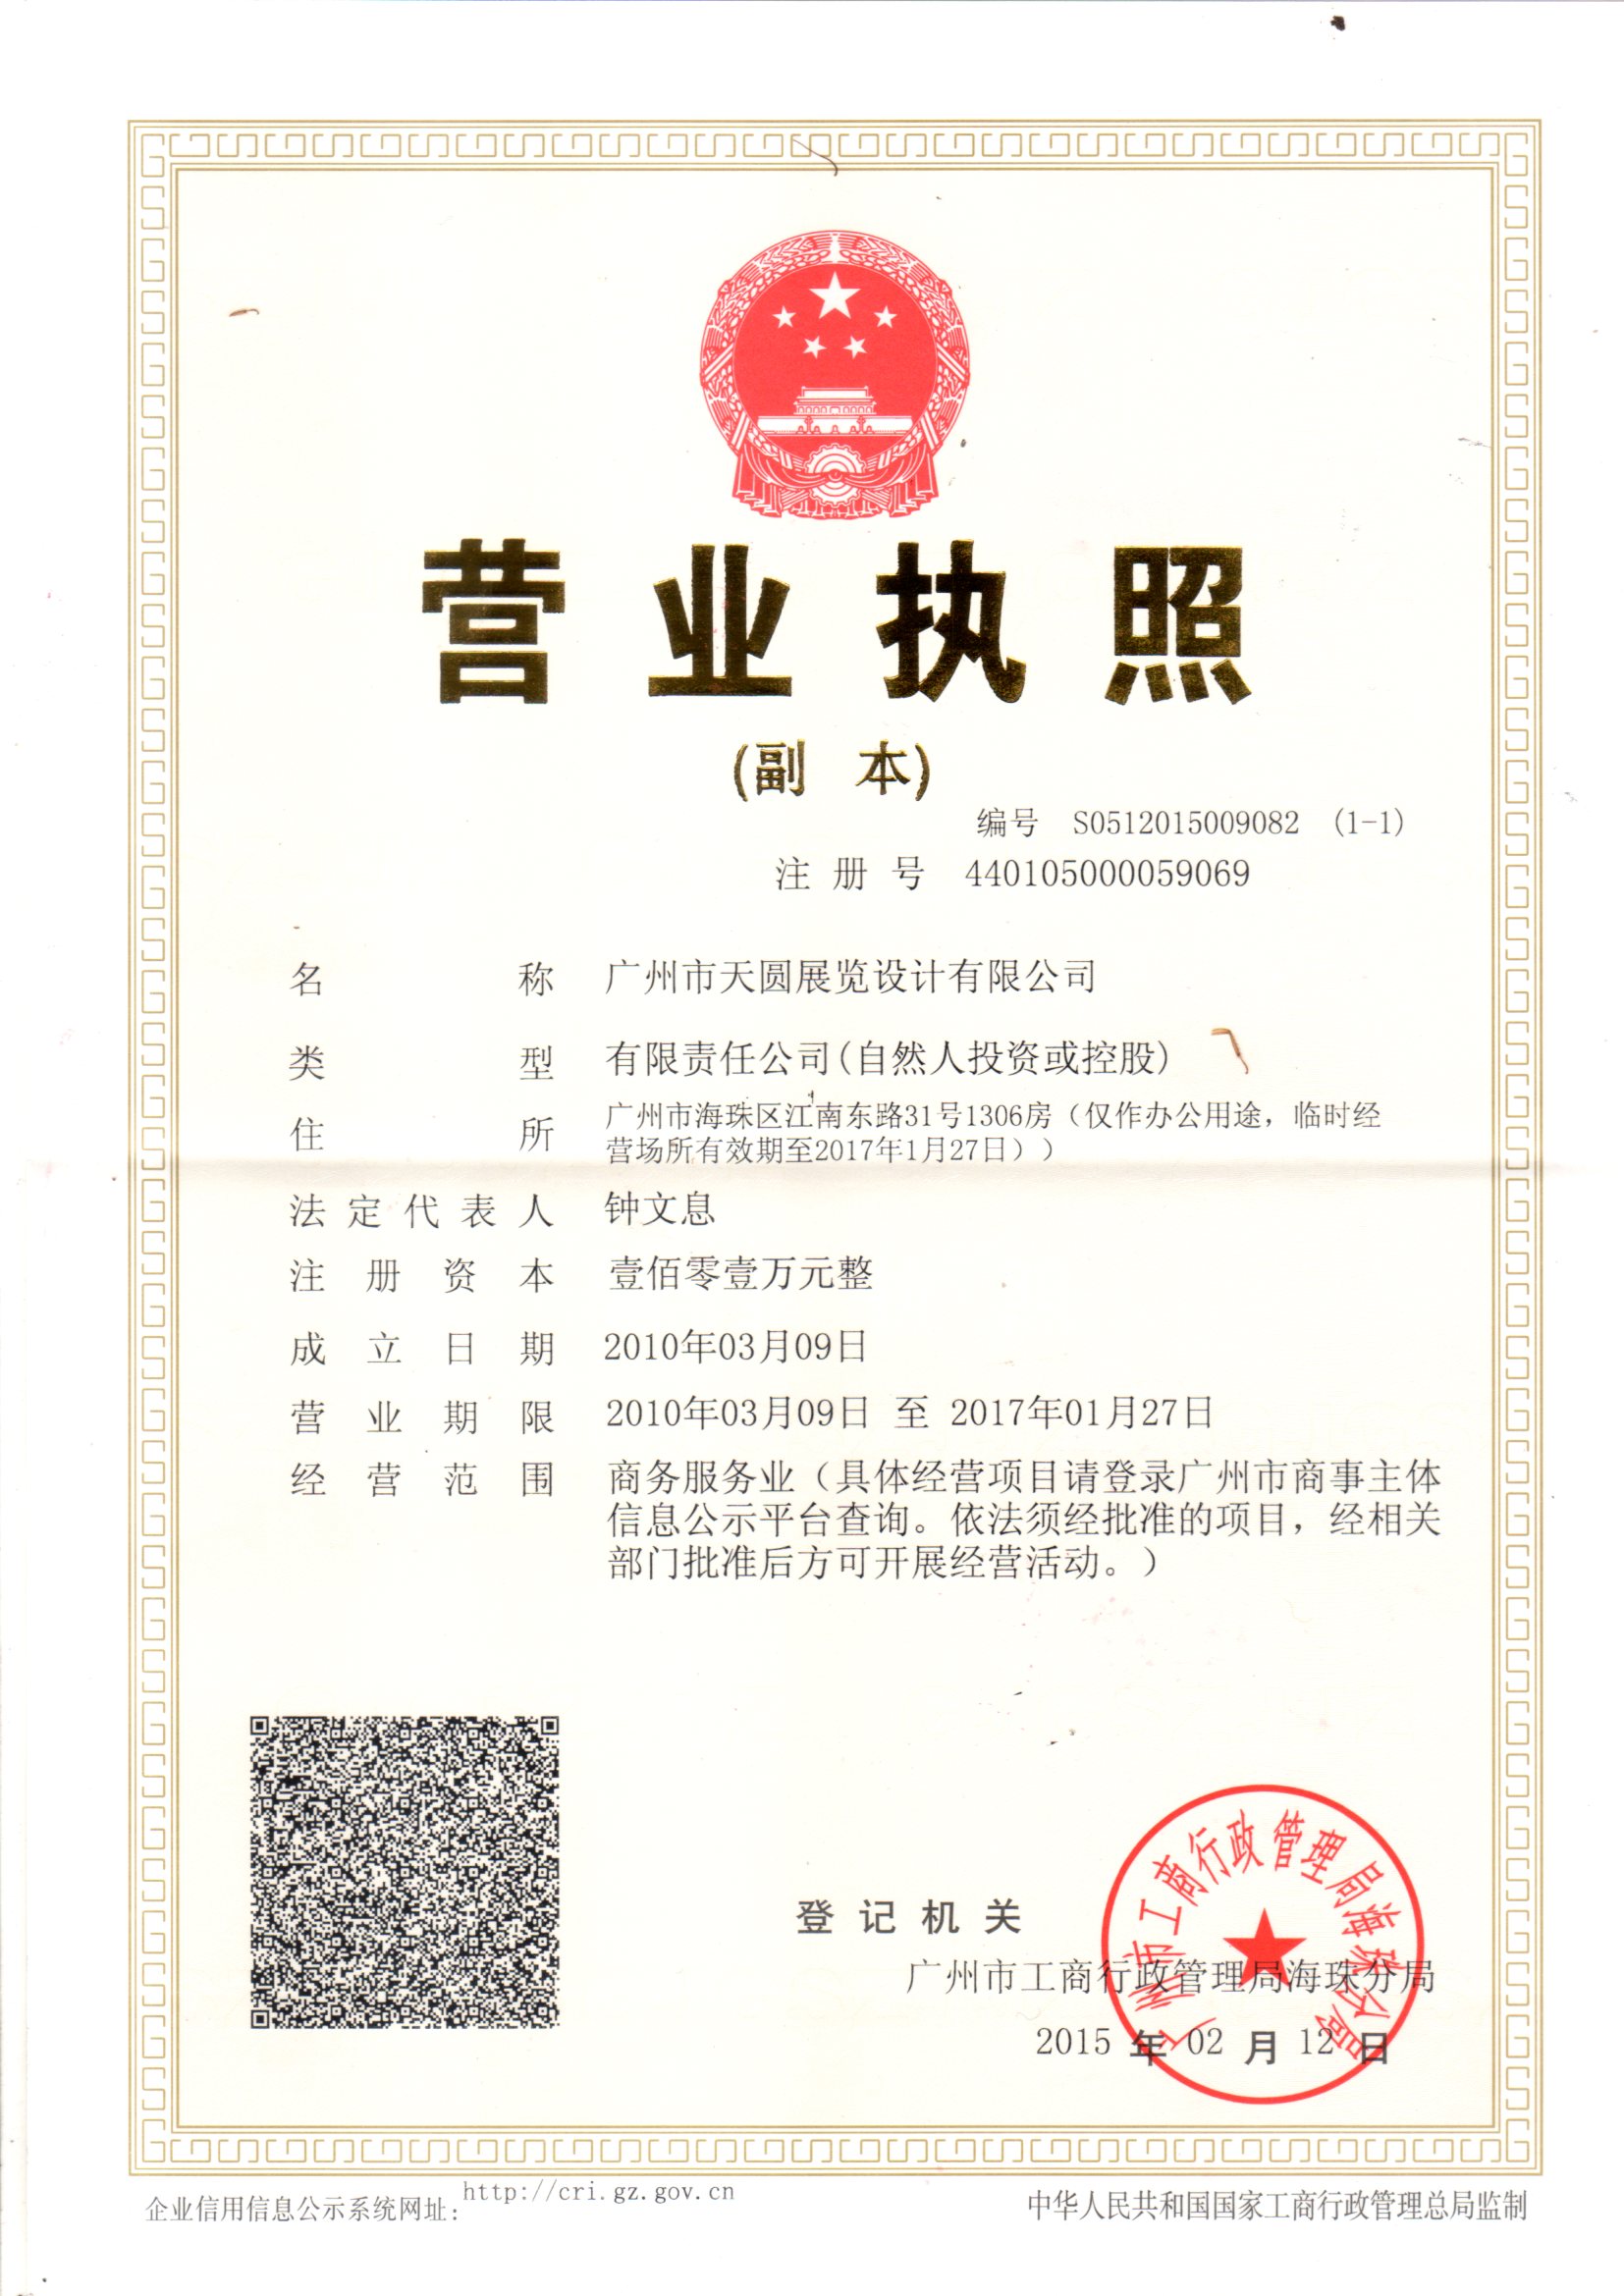 营业执照
(副 本)
编号 S0512015009082 (1-1)
注册号 440105000059069
名称 广州市天圆展览设计有限公司
类型 有限责任公司(自然人投资或控股)
住所 广州市海珠区江南东路31号1306房（仅作办公用途，临时经
营场所有效期至2017年1月27日））
法定代表人 钟文息
注册资本 壹佰零壹万元整
成立日期 2010年03月09日
营业期限 2010年03月09日 至 2017年01月27日
经营范围 商务服务业（具体经营项目请登录广州市商事主体
信息公示平台查询。依法须经批准的项目，经相关
部门批准后方可开展经营活动。）
登记机关
广州市工商行政管理局海珠分局
广州市工商行政管理局海珠分局
2015 年 02 月 12 日
企业信用信息公示系统网址: http://cri.gz.gov.cn
中华人民共和国国家工商行政管理总局监制